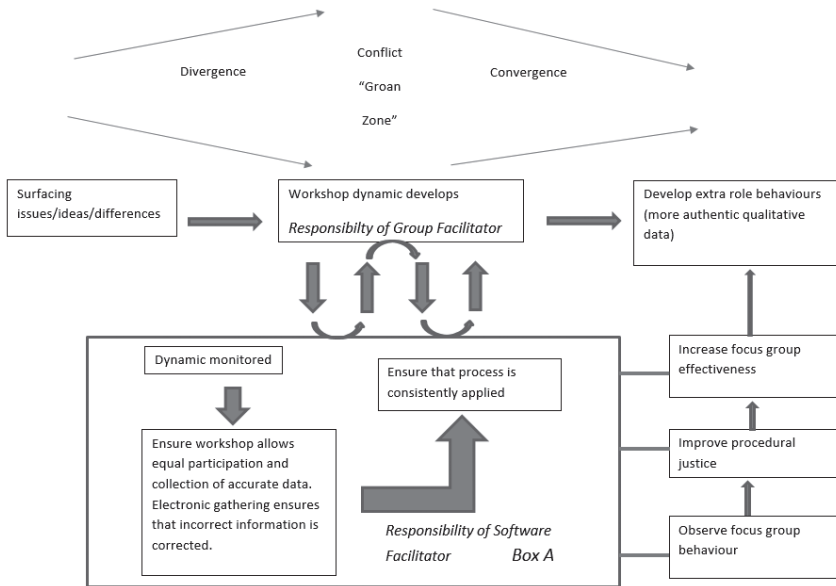 Divergence
Conflict
“Groan
Zone”
Convergence
Surfacing
issues/ideas/differences
Workshop dynamic develops
Responsibilty of Group Facilitator
Develop extra role behaviours
(more authentic qualitative
data)
Dynamic monitored
Ensure that process is
consistently applied
Ensure workshop allows
equal participation and
collection of accurate data.
Electronic gathering ensures
that incorrect information is
corrected.
Responsibility of Software
Facilitator Box A
Increase focus group
effectiveness
Improve procedural
justice
Observe focus group
behaviour